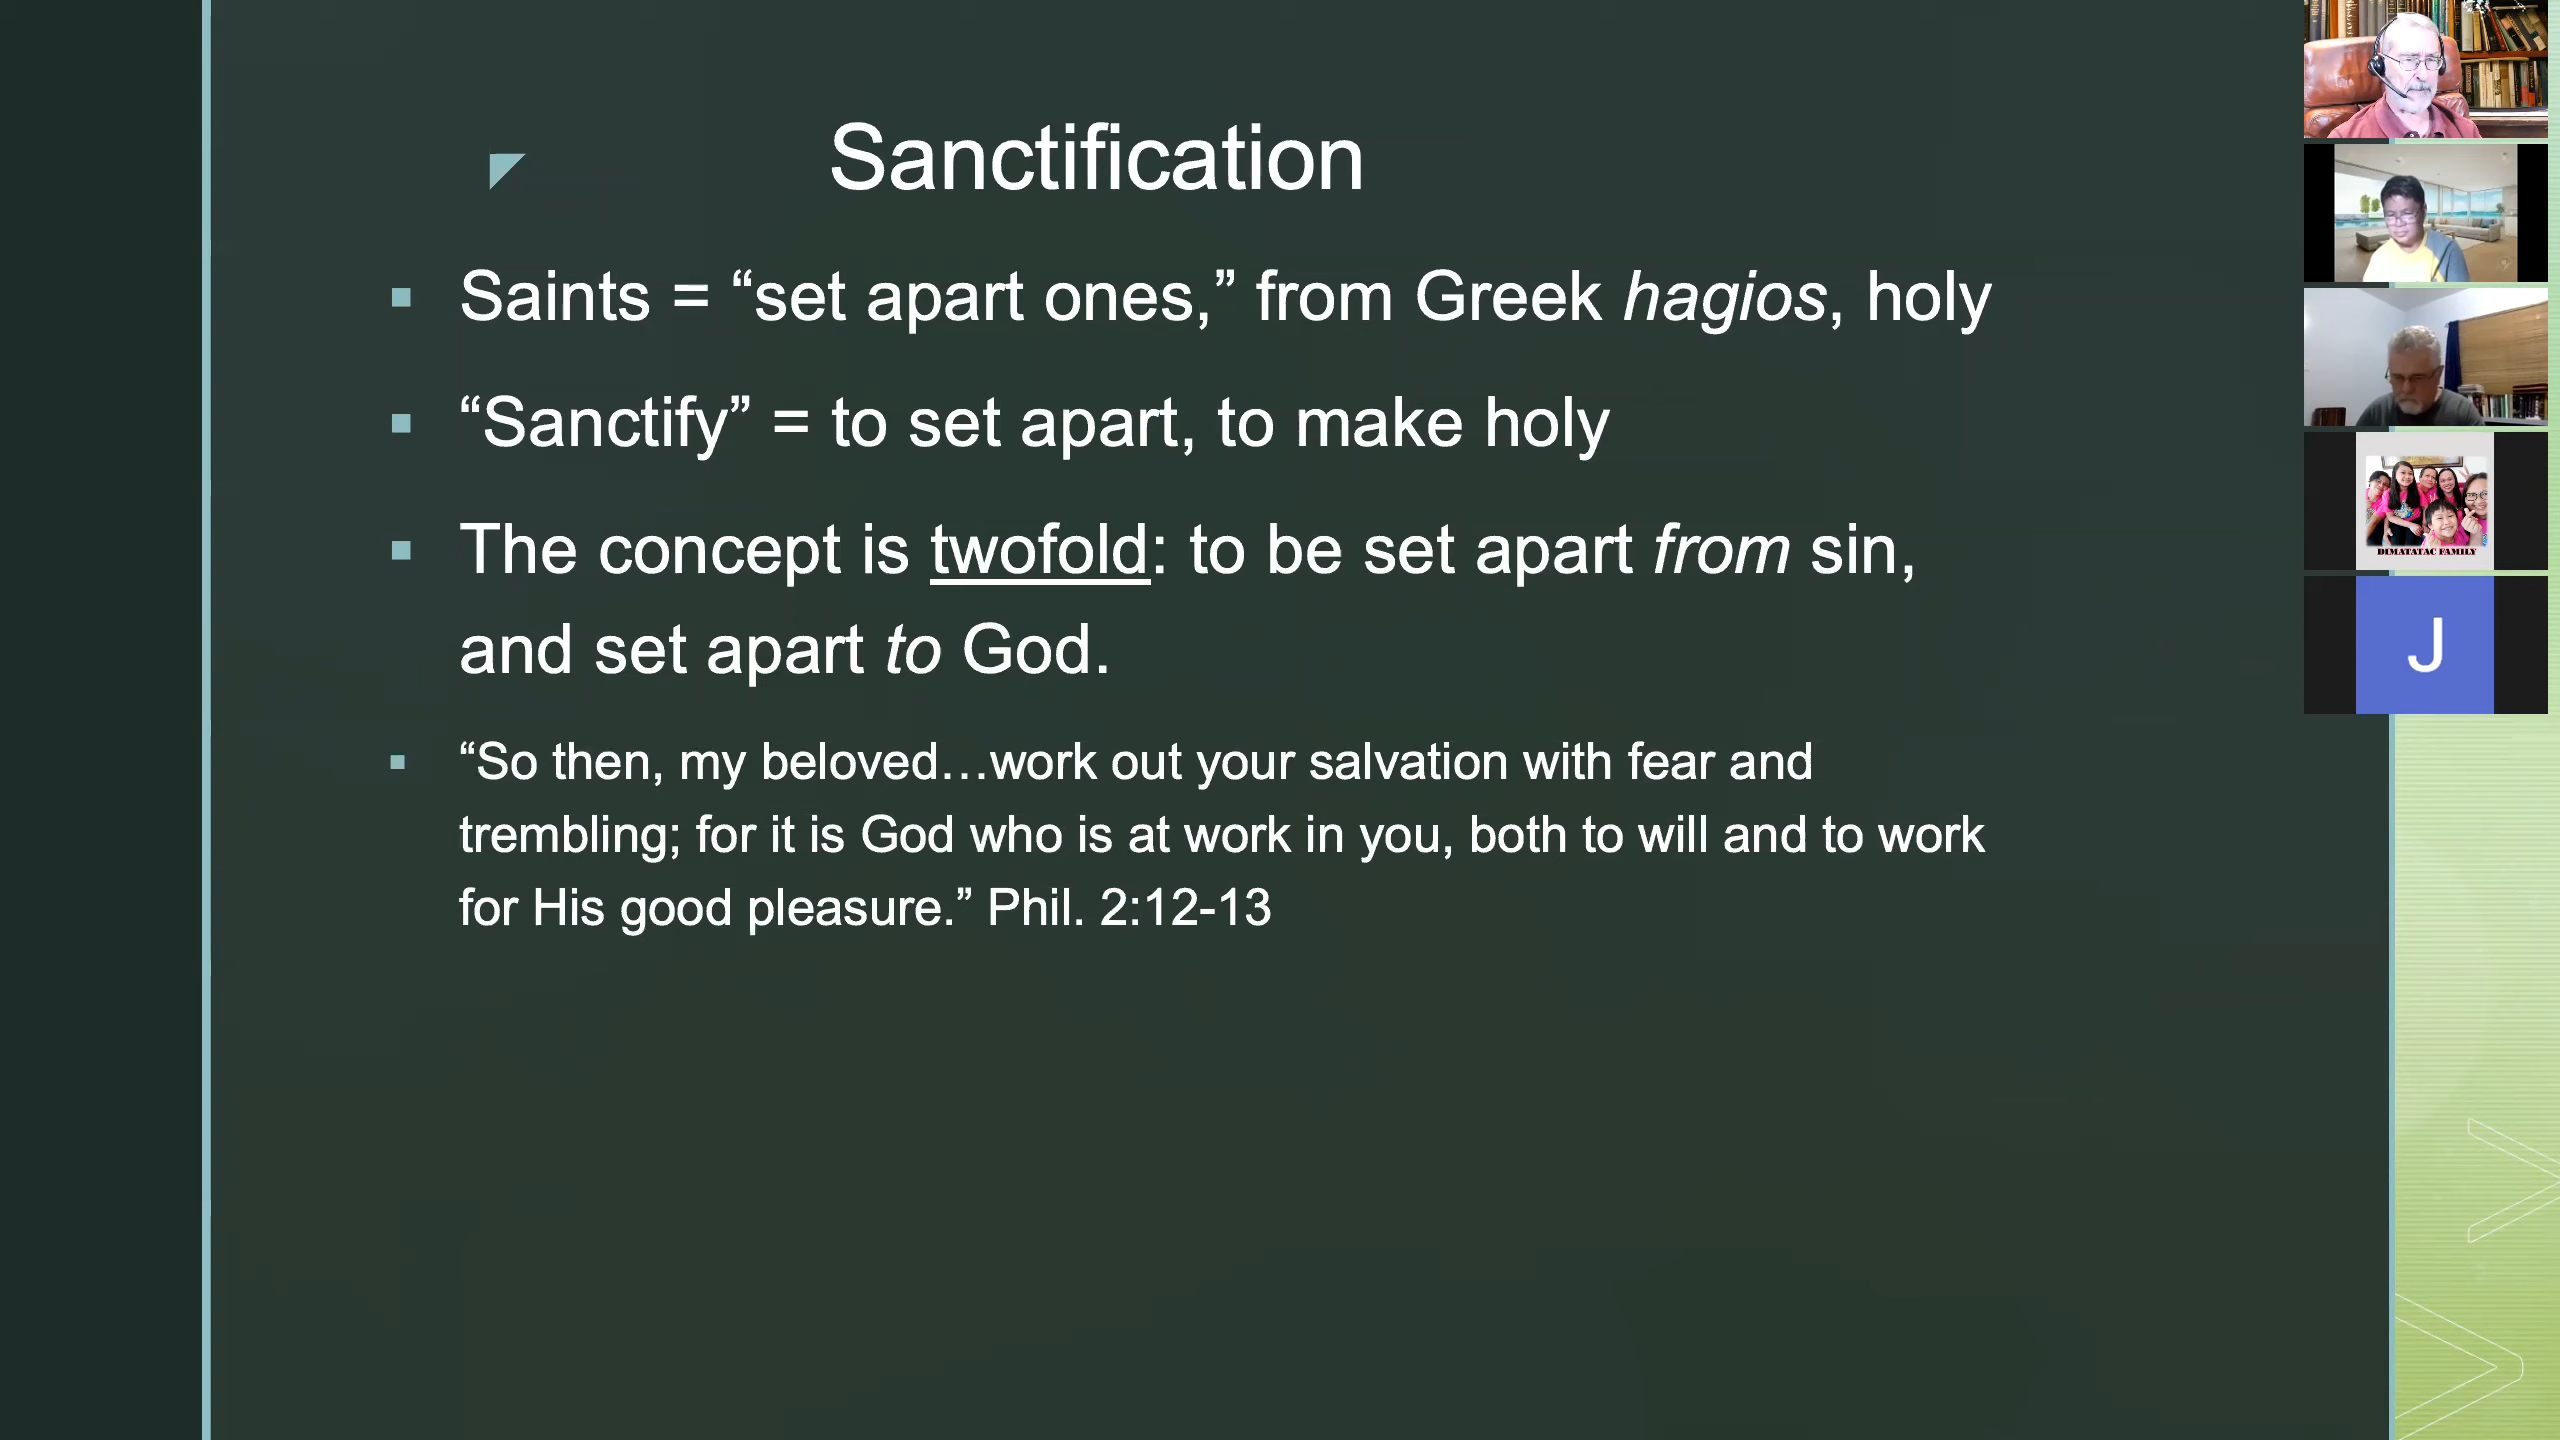 Sanctification
Saints = “set apart ones,” from Greek hagios, holy
“Sanctify” = to set apart, to make holy
The concept is twofold: to be set apart from sin,
and set apart to God.
“So then, my beloved…work out your salvation with fear and
trembling; for it is God who is at work in you, both to will and to work
for His good pleasure.” Phil. 2:12-13
DIMATATAC FAMILY
J